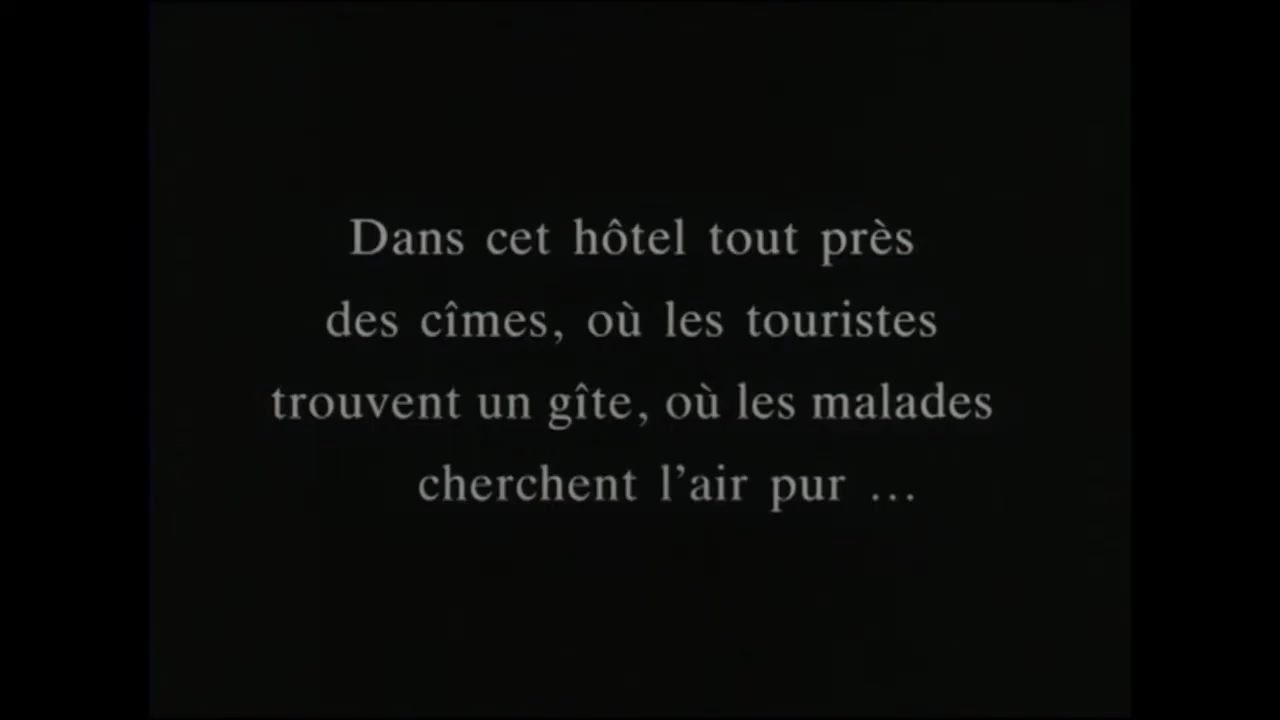 Dans cet hôtel tout près
des cîmes, où les touristes
trouvent un gîte, où les malades
cherchent l’air pur ...